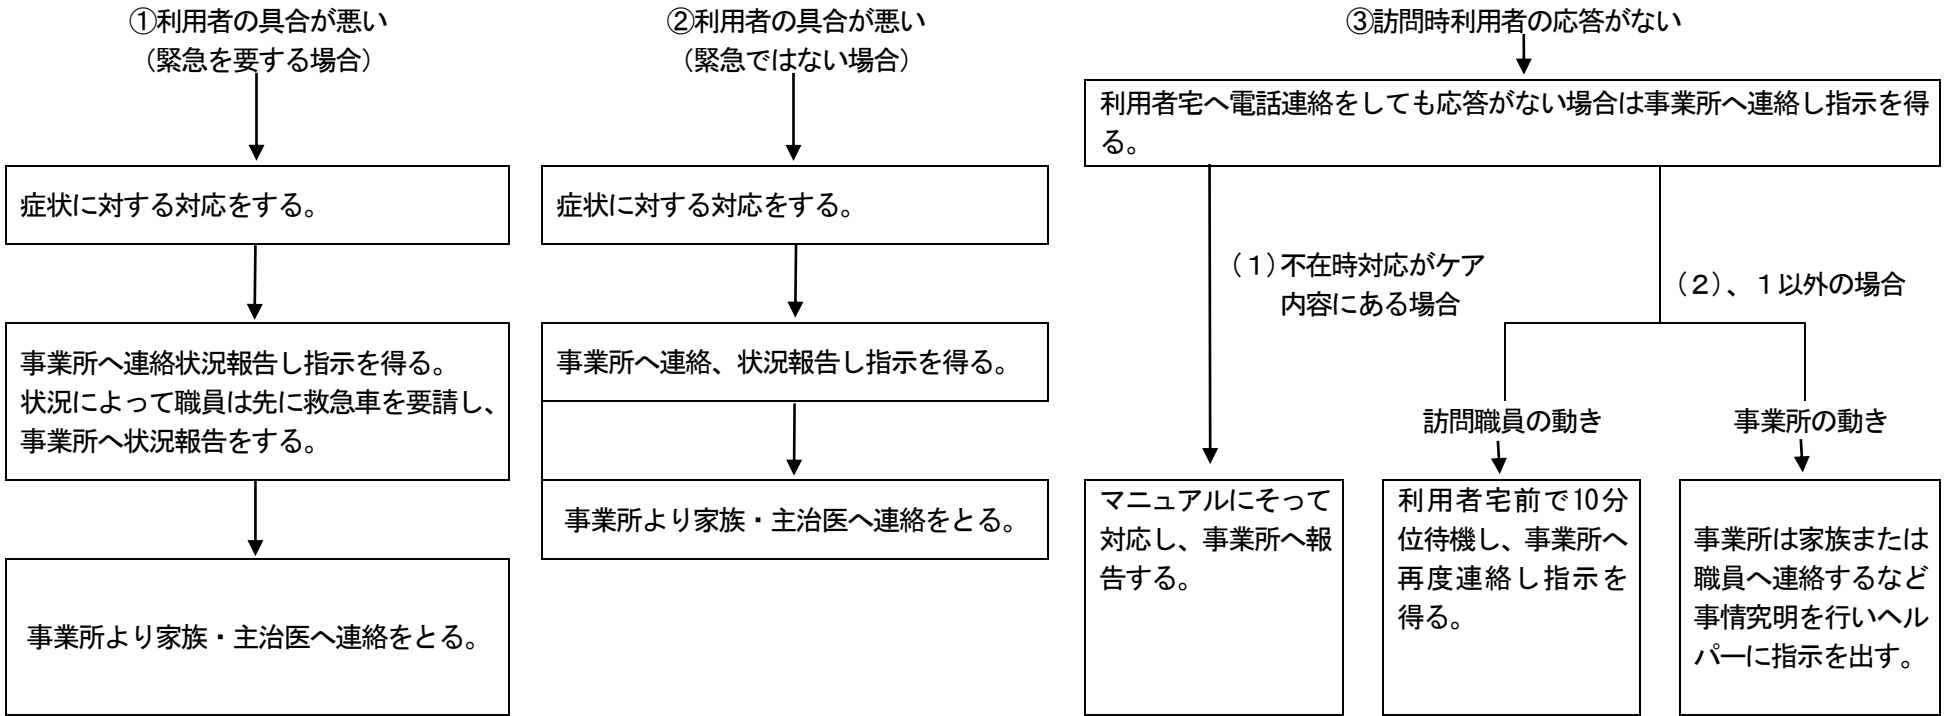 ①利用者の具合が悪い
（緊急を要する場合）
症状に対する対応をする。
事業所へ連絡状況報告し指示を得る。
状況によって職員は先に救急車を要請し、
事業所へ状況報告をする。
事業所より家族・主治医へ連絡をとる。
②利用者の具合が悪い
（緊急ではない場合）
症状に対する対応をする。
事業所へ連絡、状況報告し指示を得る。
事業所より家族・主治医へ連絡をとる。
③訪問時利用者の応答がない
利用者宅へ電話連絡をしても応答がない場合は事業所へ連絡し指示を得
る。
（１）不在時対応がケア
内容にある場合
マニュアルにそって
対応し、事業所へ報
告する。
（２）、１以外の場合
訪問職員の動き
利用者宅前で10分
位待機し、事業所へ
再度連絡し指示を
得る。
事業所の動き
事業所は家族または
職員へ連絡するなど
事情究明を行いヘル
パーに指示を出す。